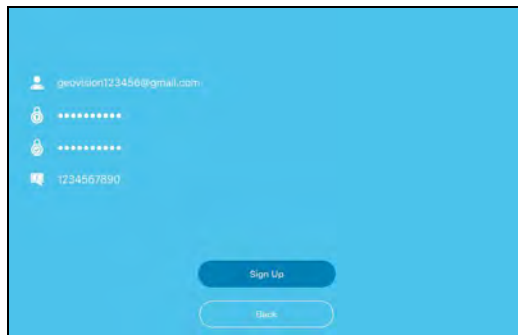 geovision123456@gmail.com
••••••••••
••••••••••
1234567890
Sign Up
Back